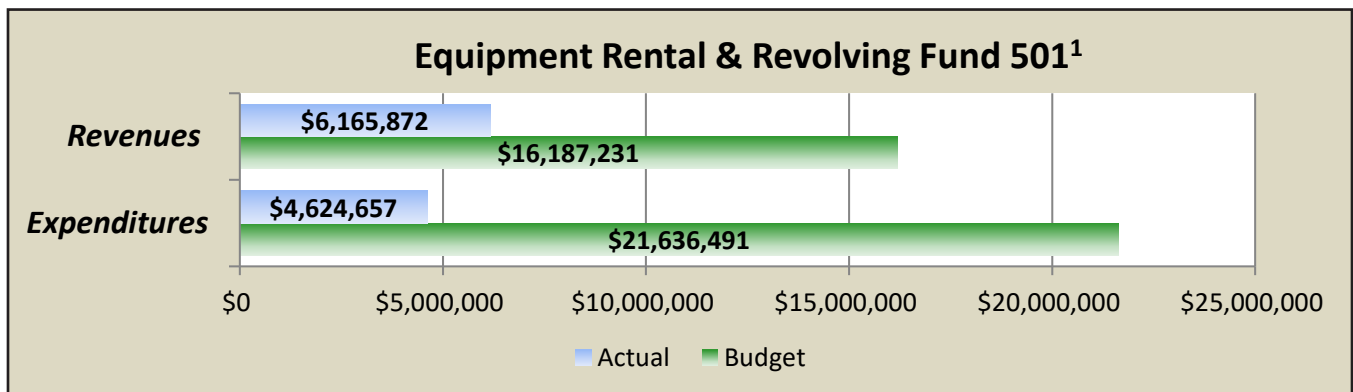 Equipment Rental & Revolving Fund 501¹
Revenues
$6,165,872
$16,187,231
Expenditures
$4,624,657
$21,636,491
$0 $5,000,000 $10,000,000 $15,000,000 $20,000,000 $25,000,000
Actual Budget